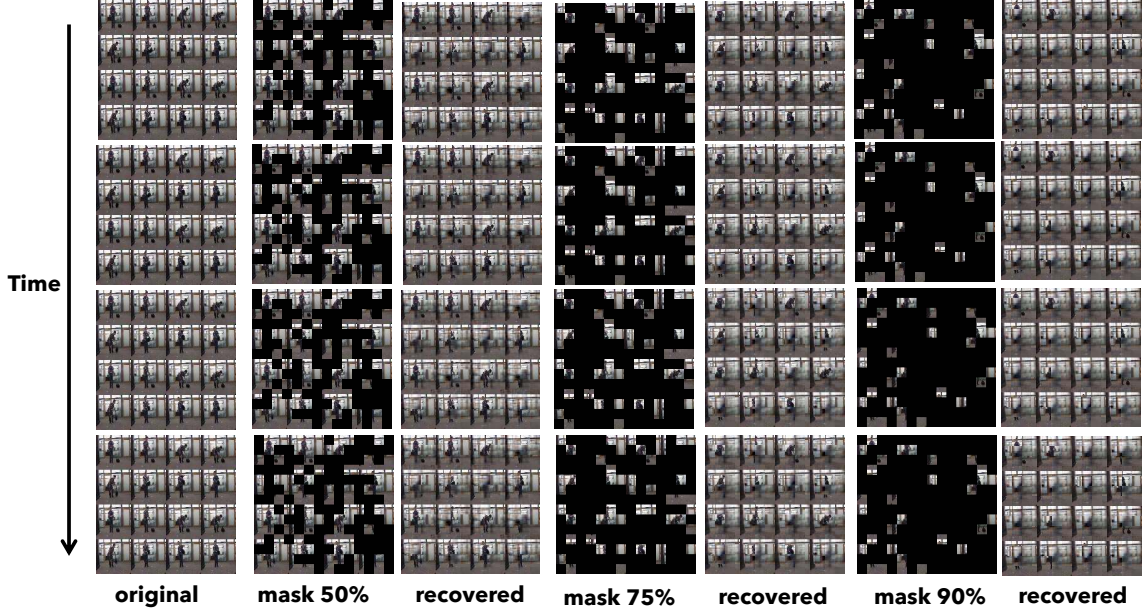 Time
original
mask 50%
recovered
mask 75%
recovered
mask 90%
recovered